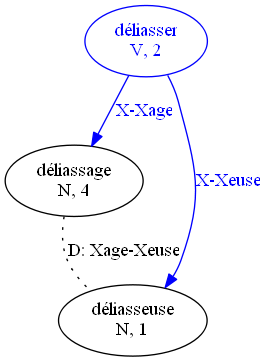 déliasser
V, 2
X-Xage
déliassage
N, 4
X-Xeuse
D: Xage-Xeuse
déliasseuse
N, 1